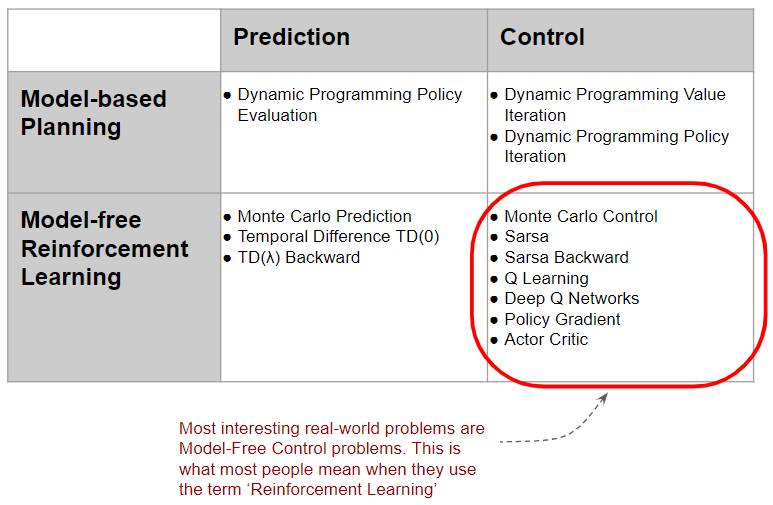 Prediction
Control
Model-based
Planning
● Dynamic Programming Policy
Evaluation
● Dynamic Programming Value
Iteration
● Dynamic Programming Policy
Iteration
Model-free
Reinforcement
Learning
● Monte Carlo Prediction
● Temporal Difference TD(0)
● TD(λ) Backward
● Monte Carlo Control
● Sarsa
● Sarsa Backward
● Q Learning
● Deep Q Networks
● Policy Gradient
● Actor Critic
Most interesting real-world problems are
Model-Free Control problems. This is
what most people mean when they use
the term ‘Reinforcement Learning’